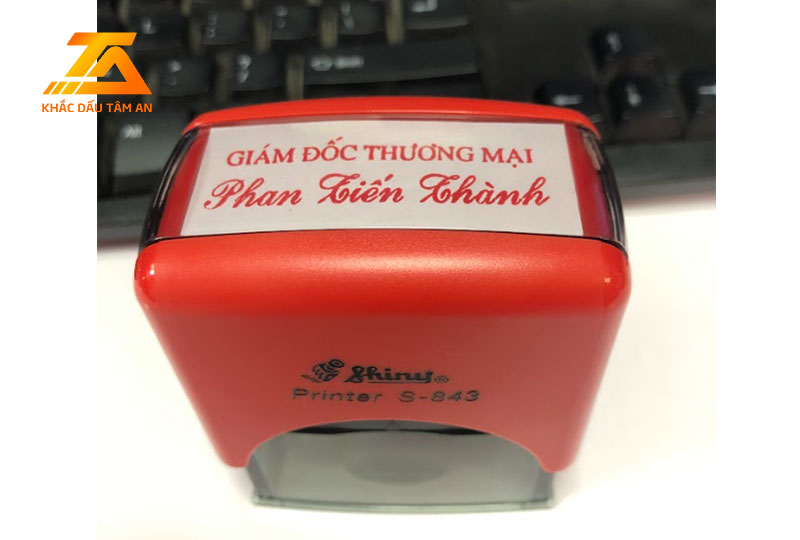 KHẮC DẤU TÂM AN
GIÁM ĐỐC THƯƠNG MẠI
Phan Tiến Thành
Shiny®
Printer S-843